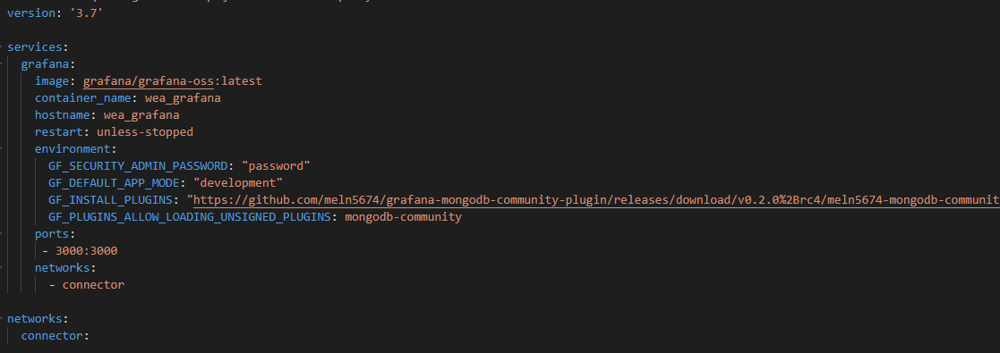 version: '3.7'
services:
grafana:
image: grafana/grafana-oss:latest
container_name: wea_grafana
hostname: wea_grafana
restart: unless-stopped
environment:
GF_SECURITY_ADMIN_PASSWORD: "password"
GF_DEFAULT_APP_MODE: "development"
GF_INSTALL_PLUGINS: "https://github.com/meln5674/grafana-mongodb-community-plugin/releases/download/v0.2.0%2Brc4/meln5674-mongodb-communit
GF_PLUGINS_ALLOW_LOADING_UNSIGNED_PLUGINS: mongodb-community
ports:
- 3000:3000
networks:
- connector
networks:
connector: